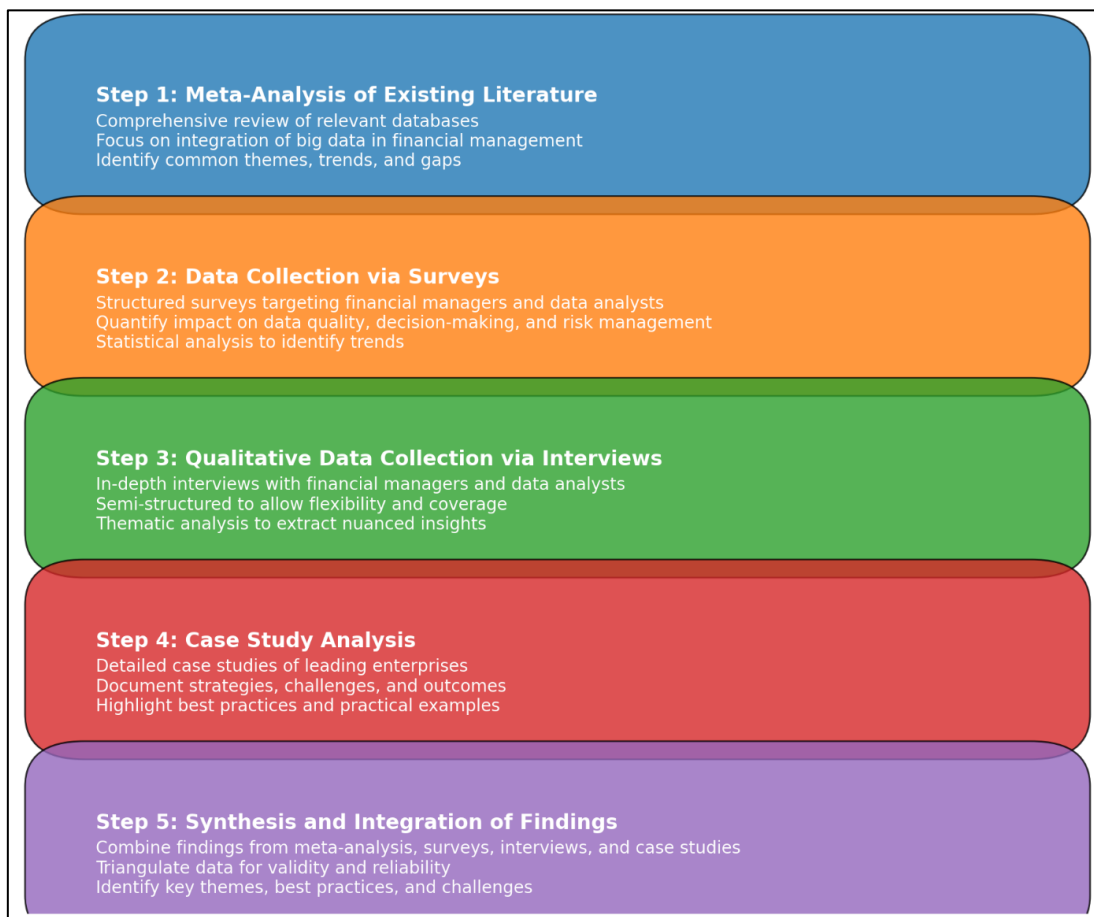 Step 1: Meta-Analysis of Existing Literature
Comprehensive review of relevant databases
Focus on integration of big data in financial management
Identify common themes, trends, and gaps
Step 2: Data Collection via Surveys
Structured surveys targeting financial managers and data analysts
Quantify impact on data quality, decision-making, and risk management
Statistical analysis to identify trends
Step 3: Qualitative Data Collection via Interviews
In-depth interviews with financial managers and data analysts
Semi-structured to allow flexibility and coverage
Thematic analysis to extract nuanced insights
Step 4: Case Study Analysis
Detailed case studies of leading enterprises
Document strategies, challenges, and outcomes
Highlight best practices and practical examples
Step 5: Synthesis and Integration of Findings
Combine findings from meta-analysis, surveys, interviews, and case studies
Triangulate data for validity and reliability
Identify key themes, best practices, and challenges